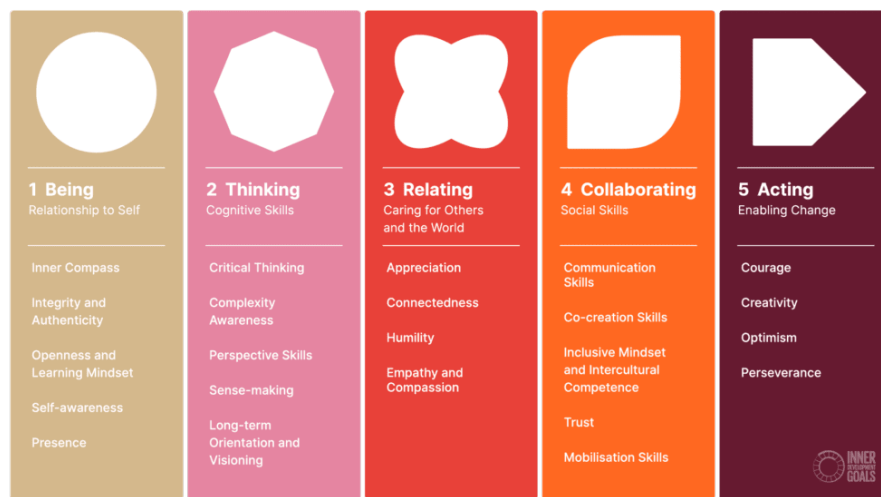 1 Being
Relationship to Self
Inner Compass
Integrity and
Authenticity
Openness and
Learning Mindset
Self-awareness
Presence
2 Thinking
Cognitive Skills
Critical Thinking
Complexity
Awareness
Perspective Skills
Sense-making
Long-term
Orientation and
Visioning
3 Relating
Caring for Others
and the World
Appreciation
Connectedness
Humility
Empathy and
Compassion
4 Collaborating
Social Skills
Communication
Skills
Co-creation Skills
Inclusive Mindset
and Intercultural
Competence
Trust
Mobilisation Skills
5 Acting
Enabling Change
Courage
Creativity
Optimism
Perseverance
INNER
DEVELOPMENT
GOALS